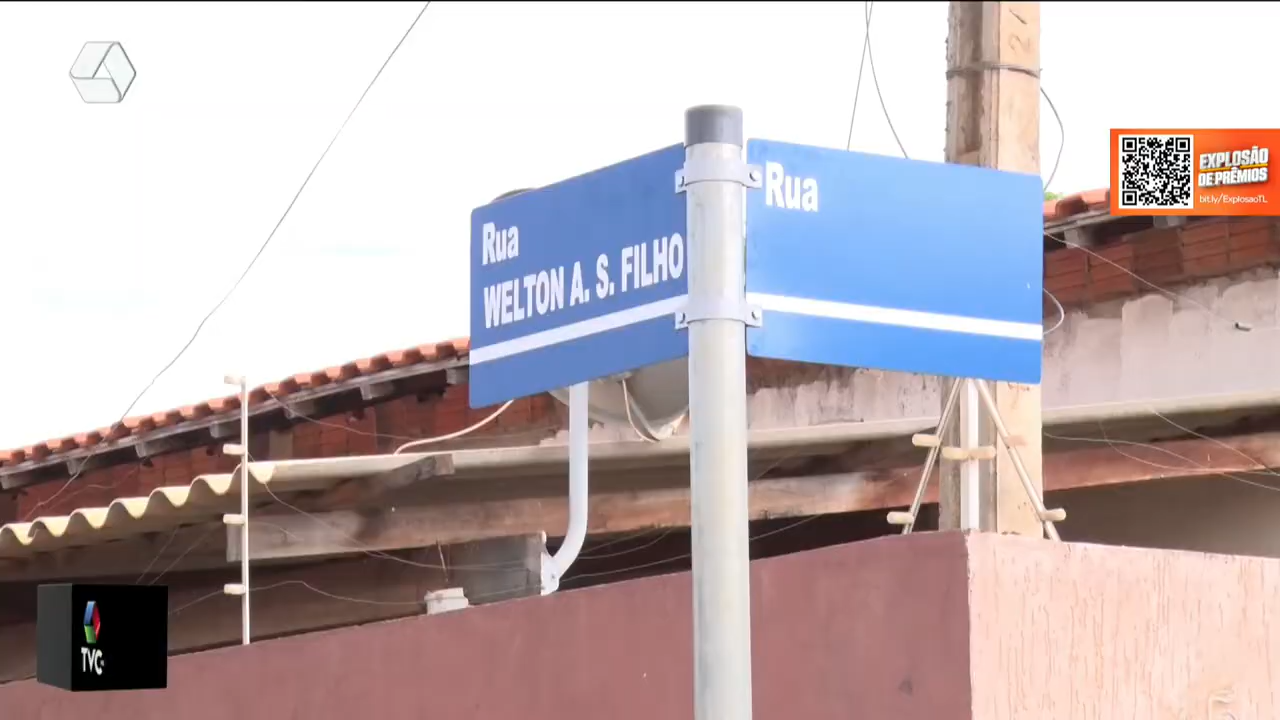 Rua
WELTON A. S. FILHO
Rua
EXPLOSÃO
DE PRÊMIOS
bit.ly/ExplosaoTL
TVC